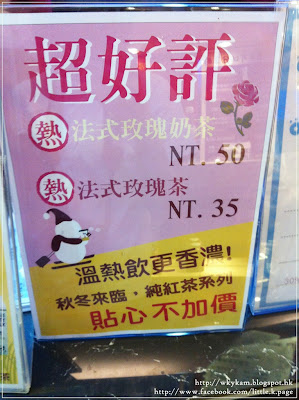 超好評
熱 法式玫瑰奶茶
NT. 50
熱 法式玫瑰茶
NT. 35
溫熱飲更香濃!
秋冬來臨,純紅茶系列
貼心不加價
http://wkykam.blogspot.hk
http://www.facebook.com/little.k.page